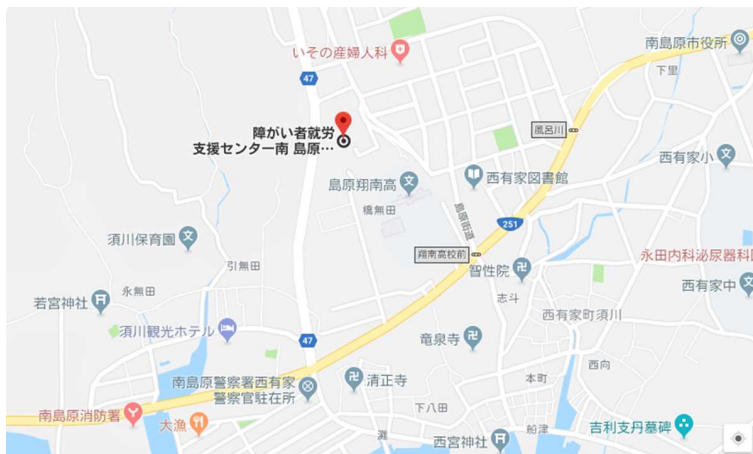 いその産婦人科
47
南島原市役所
下里
障がい者就労
支援センター南 島原…
風呂川
西有家小
島原翔南高
西有家図書館
橋無田
島原街道
251
須川保育園
引無田
翔南高校前
智性院
永田内科泌尿器科医
永無田
若宮神社
志斗
西有家中
西有家町須川
須川観光ホテル
47
竜泉寺
西向
南島原警察署西有家
警察官駐在所
清正寺
本町
南島原消防署
大漁
下八田
灘
西宮神社
船津
吉利支丹墓碑